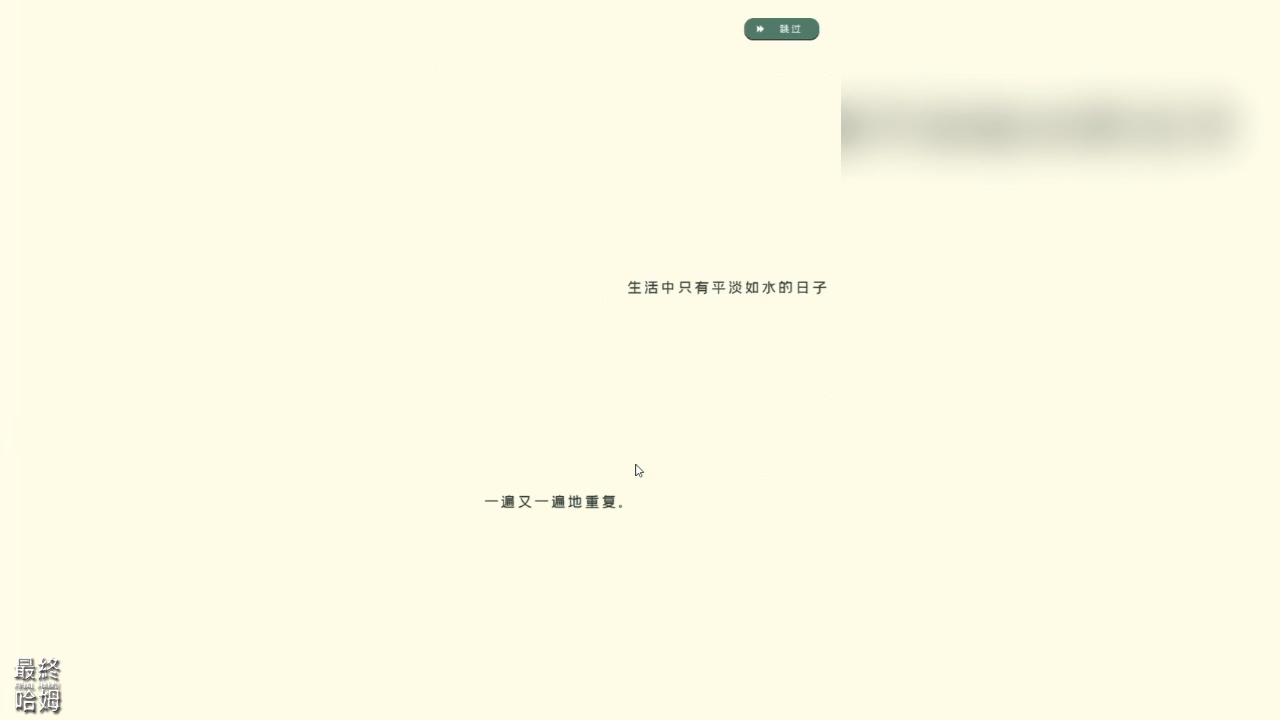 跳过
生活中只有平淡如水的日子
一遍又一遍地重复。
最終
哈姆